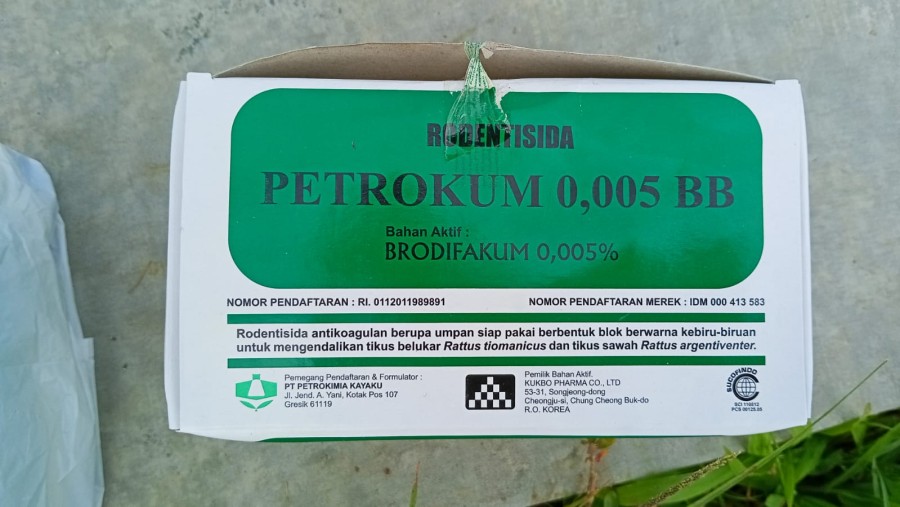 RODENTISIDA
PETROKUM 0,005 BB
Bahan Aktif :
BRODIFAKUM 0,005%
NOMOR PENDAFTARAN : RI. 0112011989891
NOMOR PENDAFTARAN MEREK : IDM 000 413 583
Rodentisida antikoagulan berupa umpan siap pakai berbentuk blok berwarna kebiru-biruan
untuk mengendalikan tikus belukar Rattus tiomanicus dan tikus sawah Rattus argentiventer.
Pemegang Pendaftaran & Formulator :
PT PETROKIMIA KAYAKU
Jl. Jend. A. Yani, Kotak Pos 107
Gresik 61119
Pemilik Bahan Aktif.
KUKBO PHARMA CO., LTD
53-31, Songjeong-dong
Cheongju-si, Chung Cheong Buk-do
R.O. KOREA
SUCOFINDO